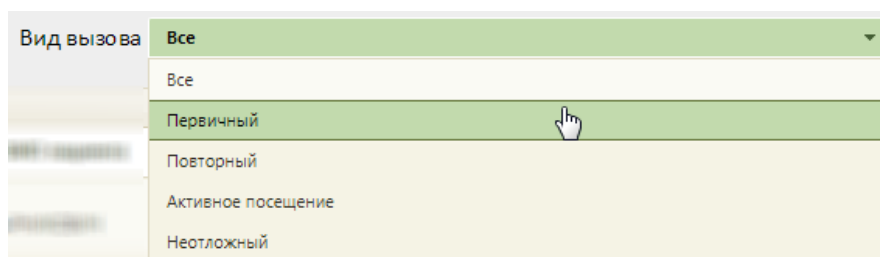 Вид вызова Все
Все
Первичный
Повторный
Активное посещение
Неотложный